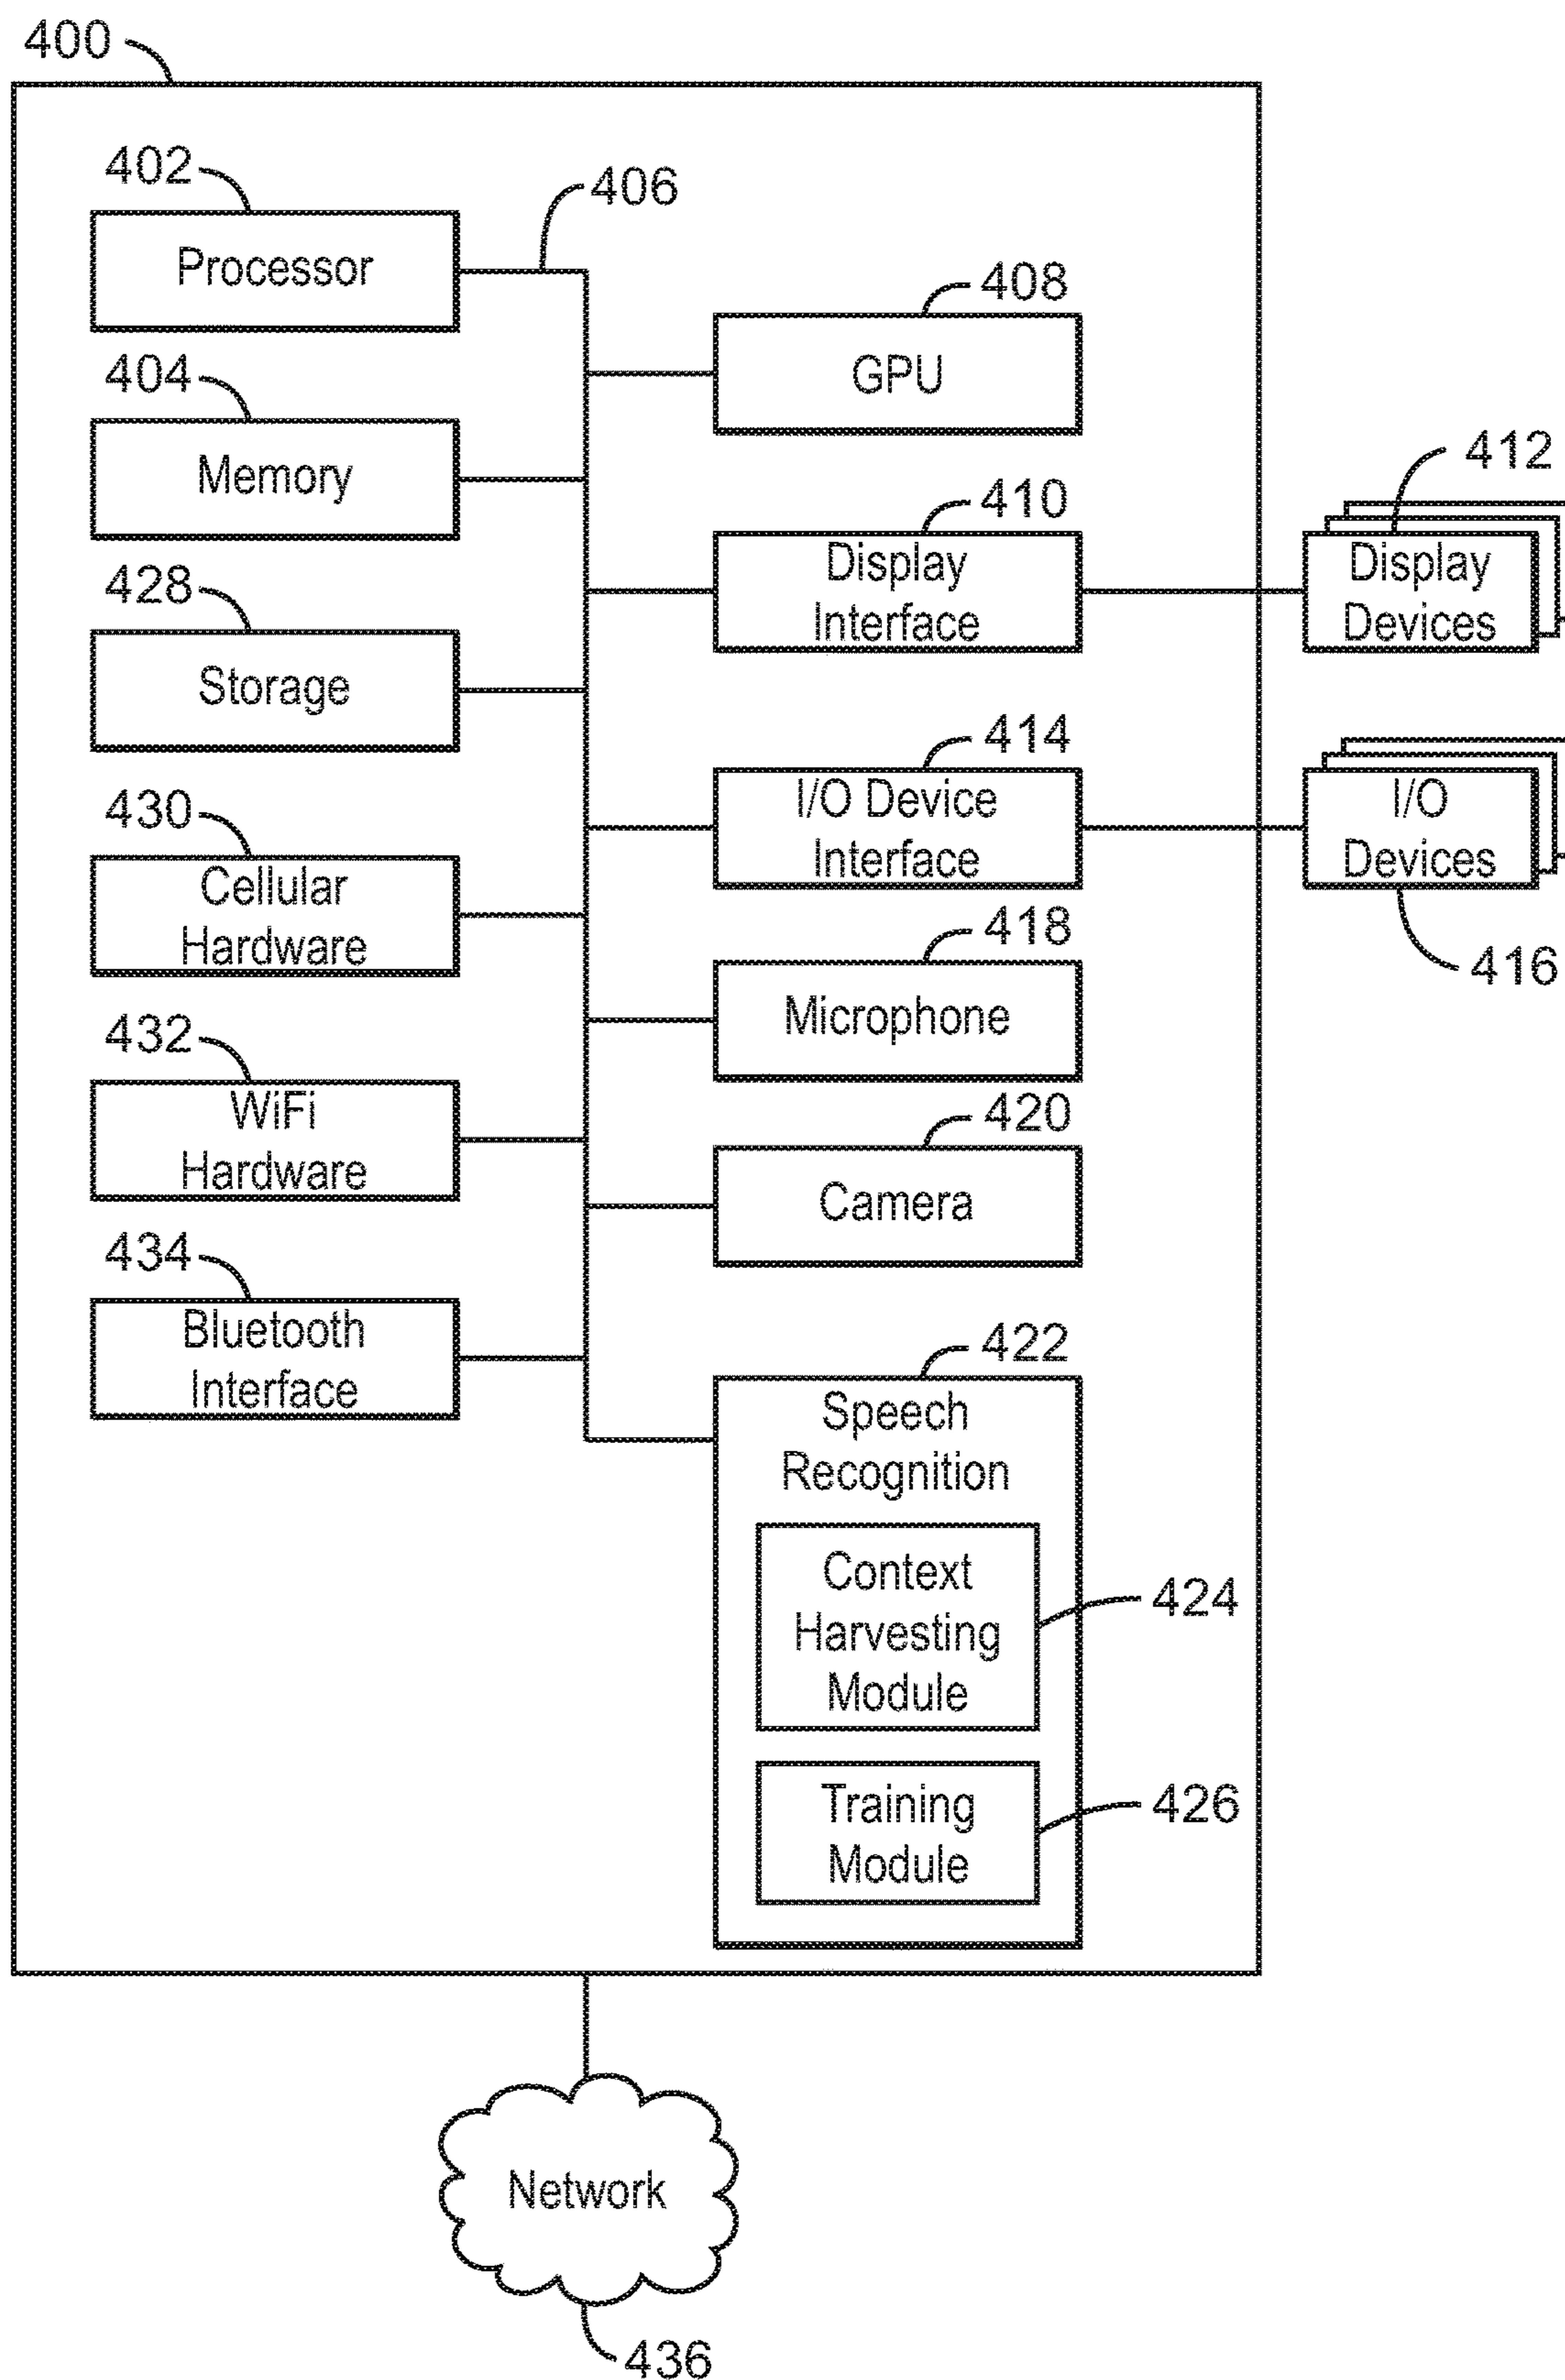 400
402
406
Processor
408
GPU
404
Memory
410
Display
Interface
412
Display
Devices
428
Storage
414
I/O Device
Interface
I/O
Devices
416
430
Cellular
Hardware
418
Microphone
432
WiFi
Hardware
420
Camera
434
Bluetooth
Interface
422
Speech
Recognition
Context
Harvesting
Module
424
Training
Module
426
Network
436